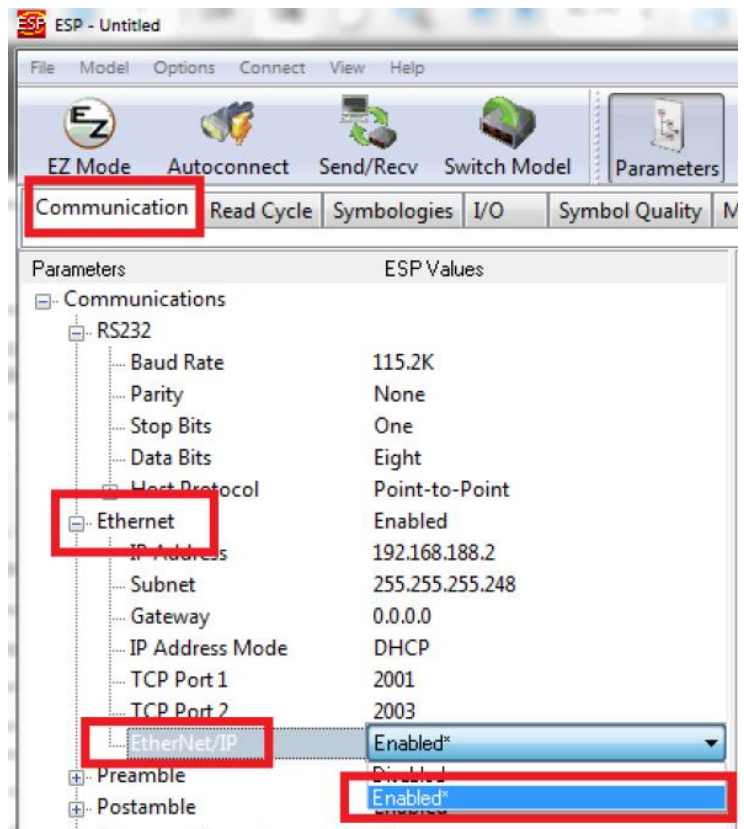 ESP ESP - Untitled
File Model Options Connect View Help
EZ
EZ Mode Autoconnect Send/Recv Switch Model Parameters
Communication Read Cycle Symbologies I/O Symbol Quality M
Parameters ESP Values
Communications
RS232
Baud Rate 115.2K
Parity None
Stop Bits One
Data Bits Eight
Host Protocol Point-to-Point
Ethernet Enabled
IP Address 192.168.188.2
Subnet 255.255.255.248
Gateway 0.0.0.0
IP Address Mode DHCP
TCP Port 1 2001
TCP Port 2 2003
EtherNet/IP Enabled*
Preamble Disabled
Enabled*
Postamble Enabled